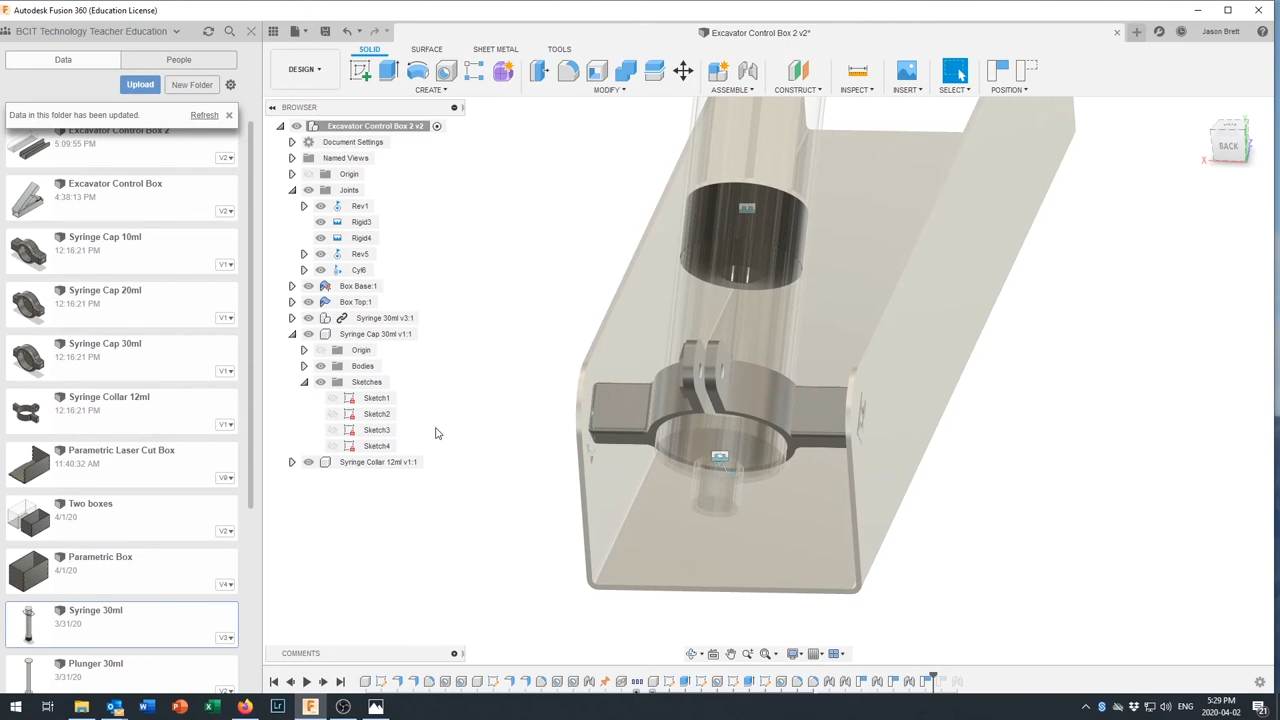 Autodesk Fusion 360 (Education License)
BCIT Technology Teacher Education
Excavator Control Box 2 v2*
Jason Brett
Data
People
SOLID
SURFACE
SHEET METAL
TOOLS
Upload
New Folder
DESIGN
CREATE
MODIFY
ASSEMBLE
CONSTRUCT
INSPECT
INSERT
SELECT
POSITION
Data in this folder has been updated.
Refresh
BROWSER
Excavator Control Box 2
5:09:55 PM
V2
Excavator Control Box
4:38:13 PM
V2
Syringe Cap 10ml
12:16:21 PM
V1
Syringe Cap 20ml
12:16:21 PM
V1
Syringe Cap 30ml
12:16:21 PM
V1
Syringe Collar 12ml
12:16:21 PM
V1
Parametric Laser Cut Box
11:40:32 AM
V9
Two boxes
4/1/20
V2
Parametric Box
4/1/20
V4
Syringe 30ml
3/31/20
V3
Plunger 30ml
3/31/20
V2
Excavator Control Box 2 v2
Document Settings
Named Views
Origin
Joints
Rev1
Rigid3
Rigid4
Rev5
Cyl6
Box Base:1
Box Top:1
Syringe 30ml v3:1
Syringe Cap 30ml v1:1
Origin
Bodies
Sketches
Sketch1
Sketch2
Sketch3
Sketch4
Syringe Collar 12ml v1:1
BACK
X
COMMENTS
ENG
5:29 PM
2020-04-02
21